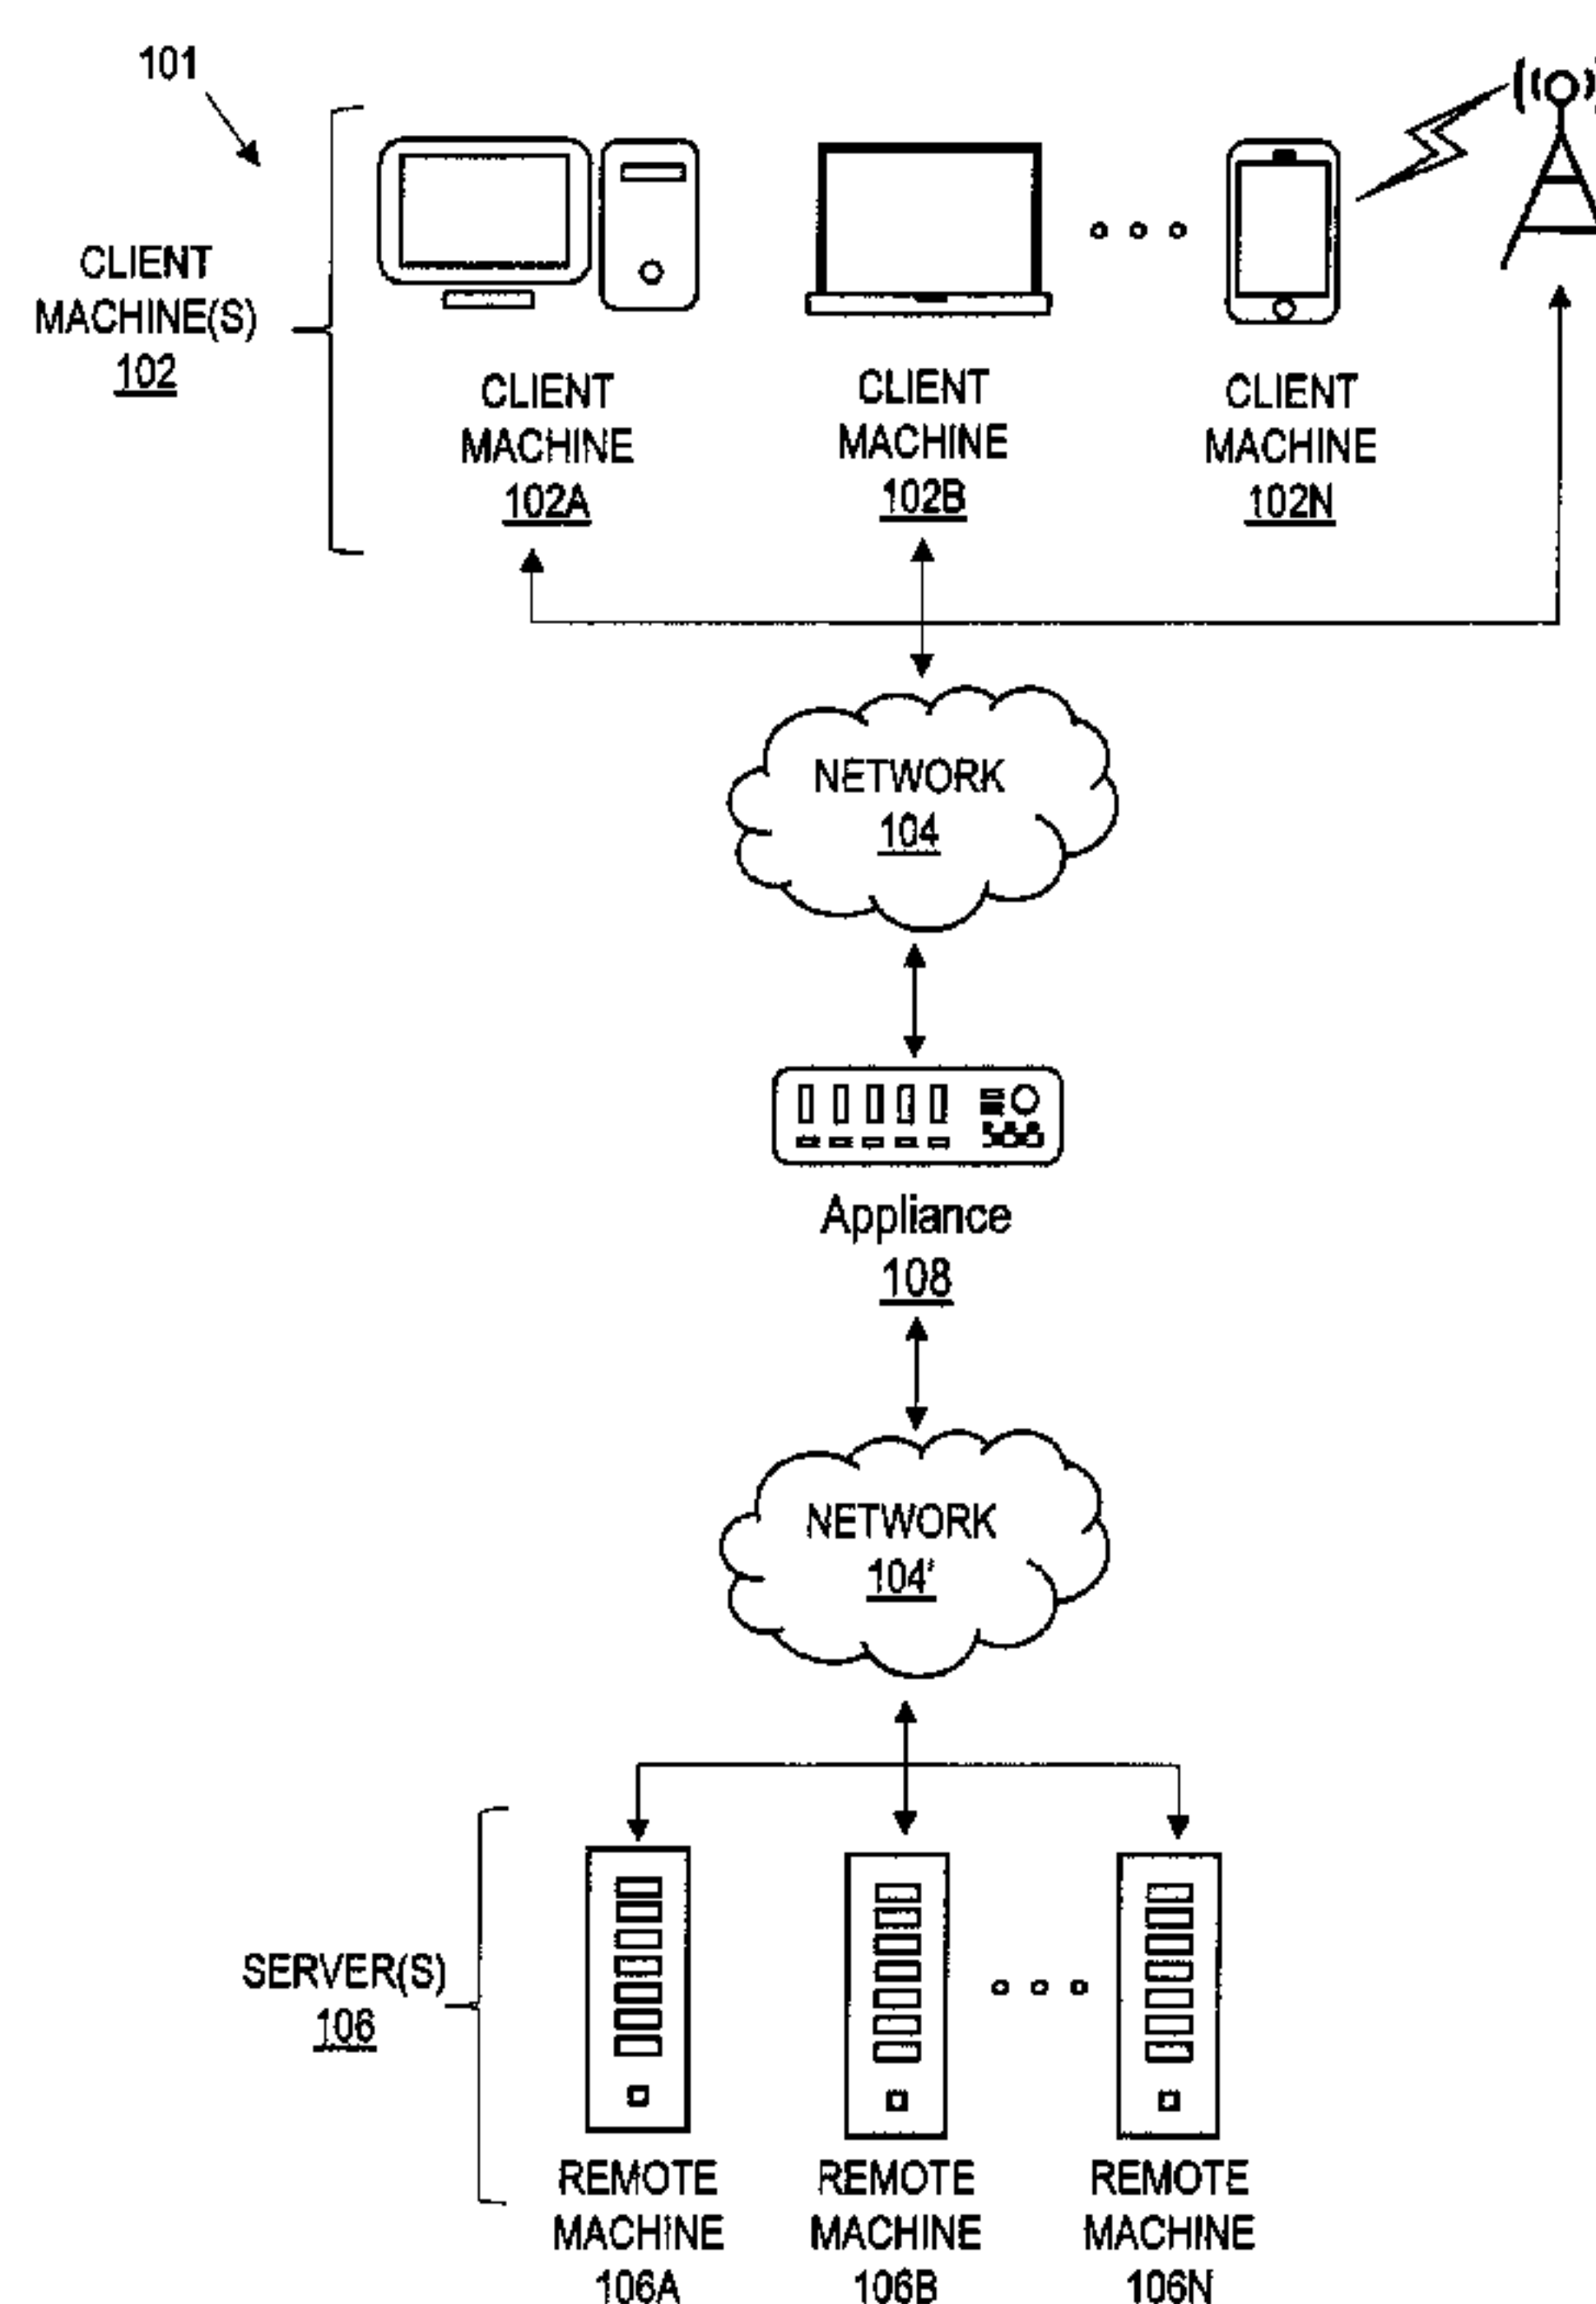 101
CLIENT
MACHINE(S)
102
CLIENT
MACHINE
102A
CLIENT
MACHINE
102B
CLIENT
MACHINE
102N
NETWORK
104
Appliance
108
NETWORK
104'
SERVER(S)
106
REMOTE
MACHINE
106A
REMOTE
MACHINE
106B
REMOTE
MACHINE
106N